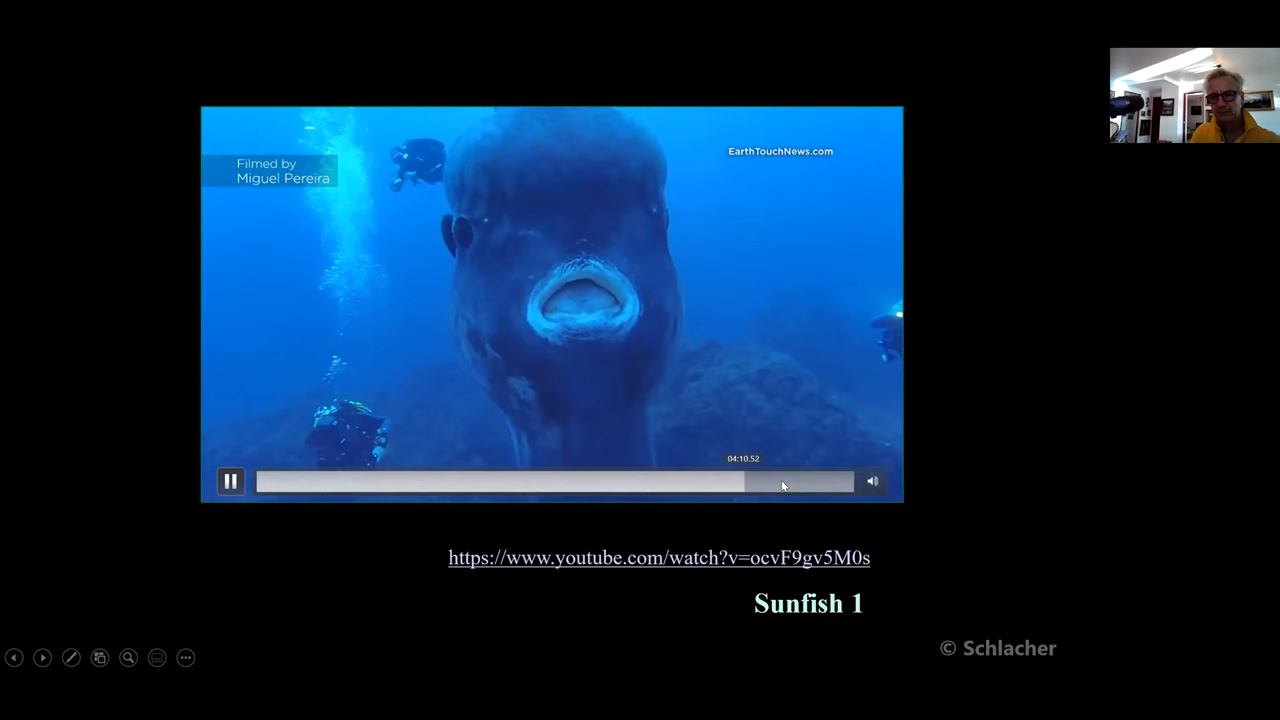 Filmed by
Miguel Pereira
EarthTouchNews.com
04:10.52
https://www.youtube.com/watch?v=ocvF9gv5M0s
Sunfish 1
© Schlacher